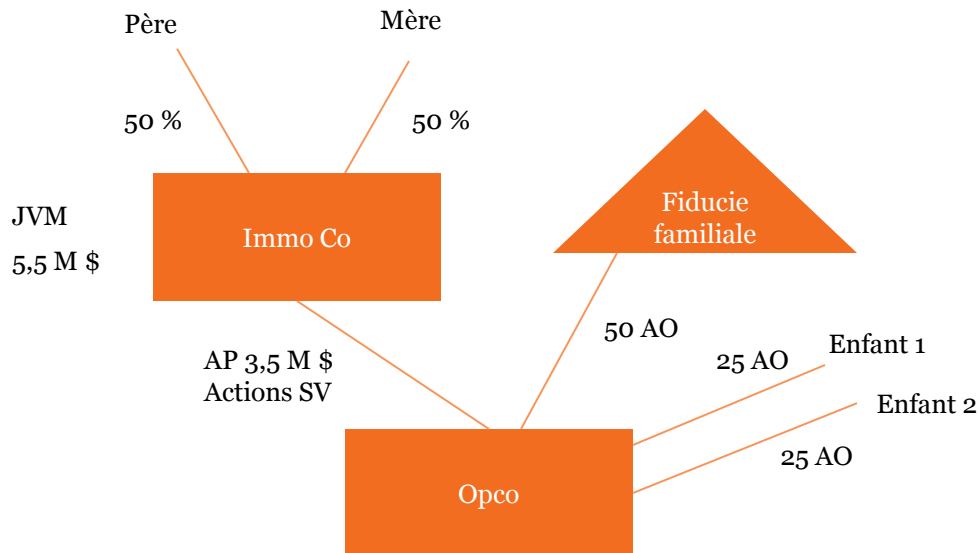 Père
Mère
50 %
50 %
JVM
5,5 M $
Immo Co
Fiducie
familiale
AP 3,5 M $
Actions SV
50 AO
25 AO
Enfant 1
Enfant 2
25 AO
Opco